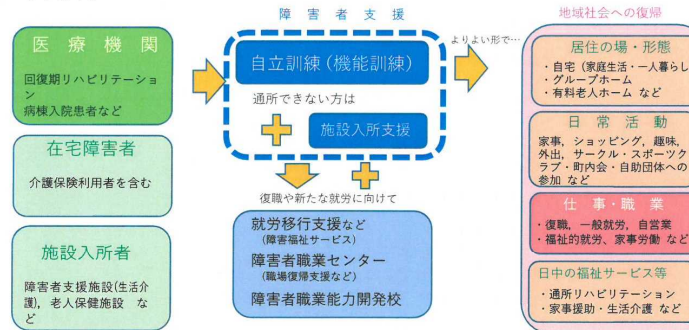 障害者支援
地域社会への復帰
医療機関
回復期リハビリテーショ
ン
病棟入院患者など
在宅障害者
介護保険利用者を含む
施設入所者
障害者支援施設(生活介
護), 老人保健施設 な
ど
自立訓練(機能訓練)
通所できない方は
施設入所支援
よりよい形で…
復職や新たな就労に向けて
就労移行支援など
(障害福祉サービス)
障害者職業センター
(職場復帰支援など)
障害者職業能力開発校
居住の場・形態
・自宅(家庭生活・一人暮らし
・グループホーム
・有料老人ホーム など
日常活動
家事, ショッピング, 趣味,
外出, サークル・スポーツク
ラブ・町内会・自助団体への
参加 など
仕事・職業
・復職, 一般就労, 自営業
・福祉的就労、家事労働 など
日中の福祉サービス等
・通所リハビリテーション
・家事援助・生活介護 など